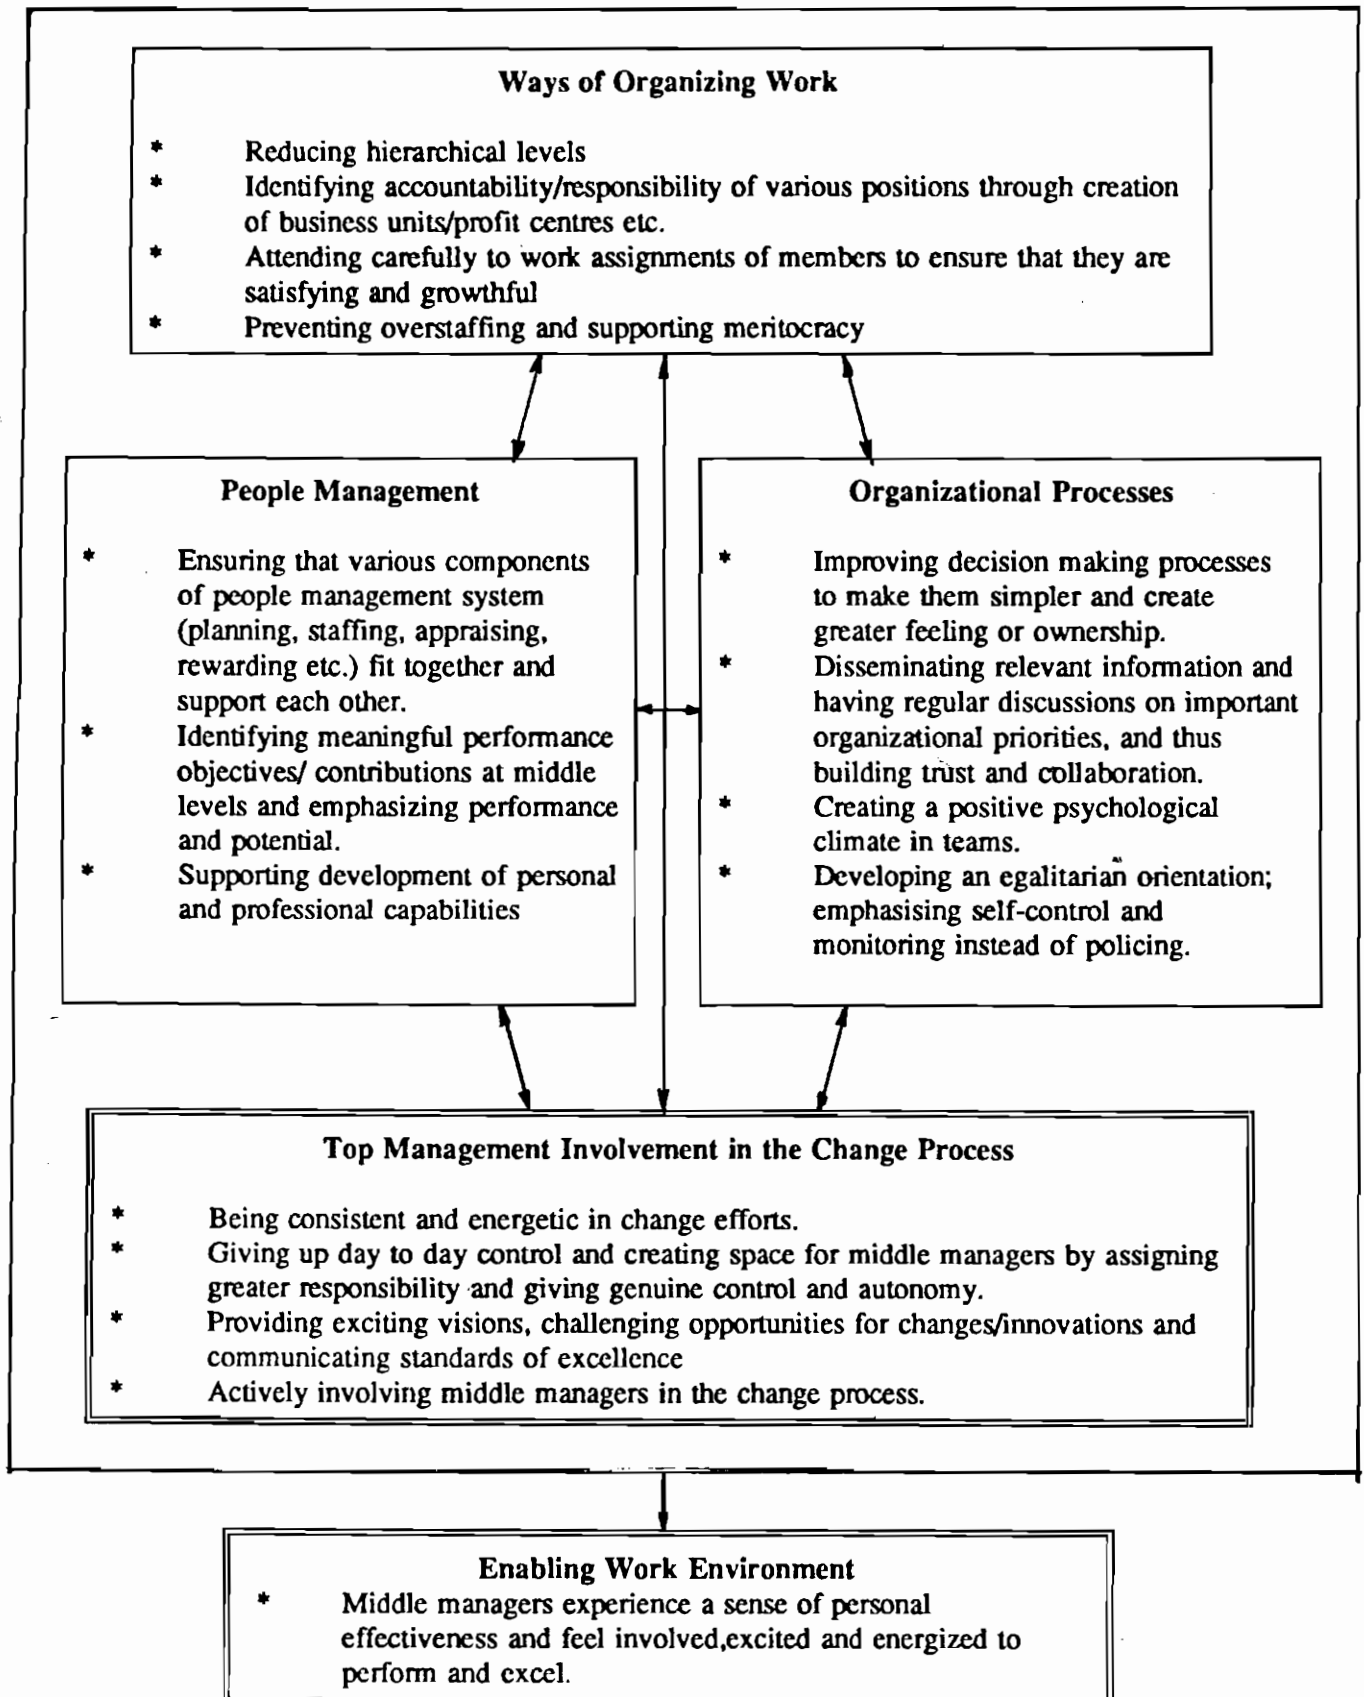 Ways of Organizing Work
* Reducing hierarchical levels
* Identifying accountability/responsibility of various positions through creation
of business units/profit centres etc.
* Attending carefully to work assignments of members to ensure that they are
satisfying and growthful
* Preventing overstaffing and supporting meritocracy
People Management
* Ensuring that various components
of people management system
(planning, staffing, appraising,
rewarding etc.) fit together and
support each other.
* Identifying meaningful performance
objectives/ contributions at middle
levels and emphasizing performance
and potential.
* Supporting development of personal
and professional capabilities
Organizational Processes
* Improving decision making processes
to make them simpler and create
greater feeling or ownership.
* Disseminating relevant information and
having regular discussions on important
organizational priorities, and thus
building trust and collaboration.
* Creating a positive psychological
climate in teams.
* Developing an egalitarian orientation;
emphasising self-control and
monitoring instead of policing.
Top Management Involvement in the Change Process
* Being consistent and energetic in change efforts.
* Giving up day to day control and creating space for middle managers by assigning
greater responsibility and giving genuine control and autonomy.
* Providing exciting visions, challenging opportunities for changes/innovations and
communicating standards of excellence
* Actively involving middle managers in the change process.
Enabling Work Environment
* Middle managers experience a sense of personal
effectiveness and feel involved,excited and energized to
perform and excel.